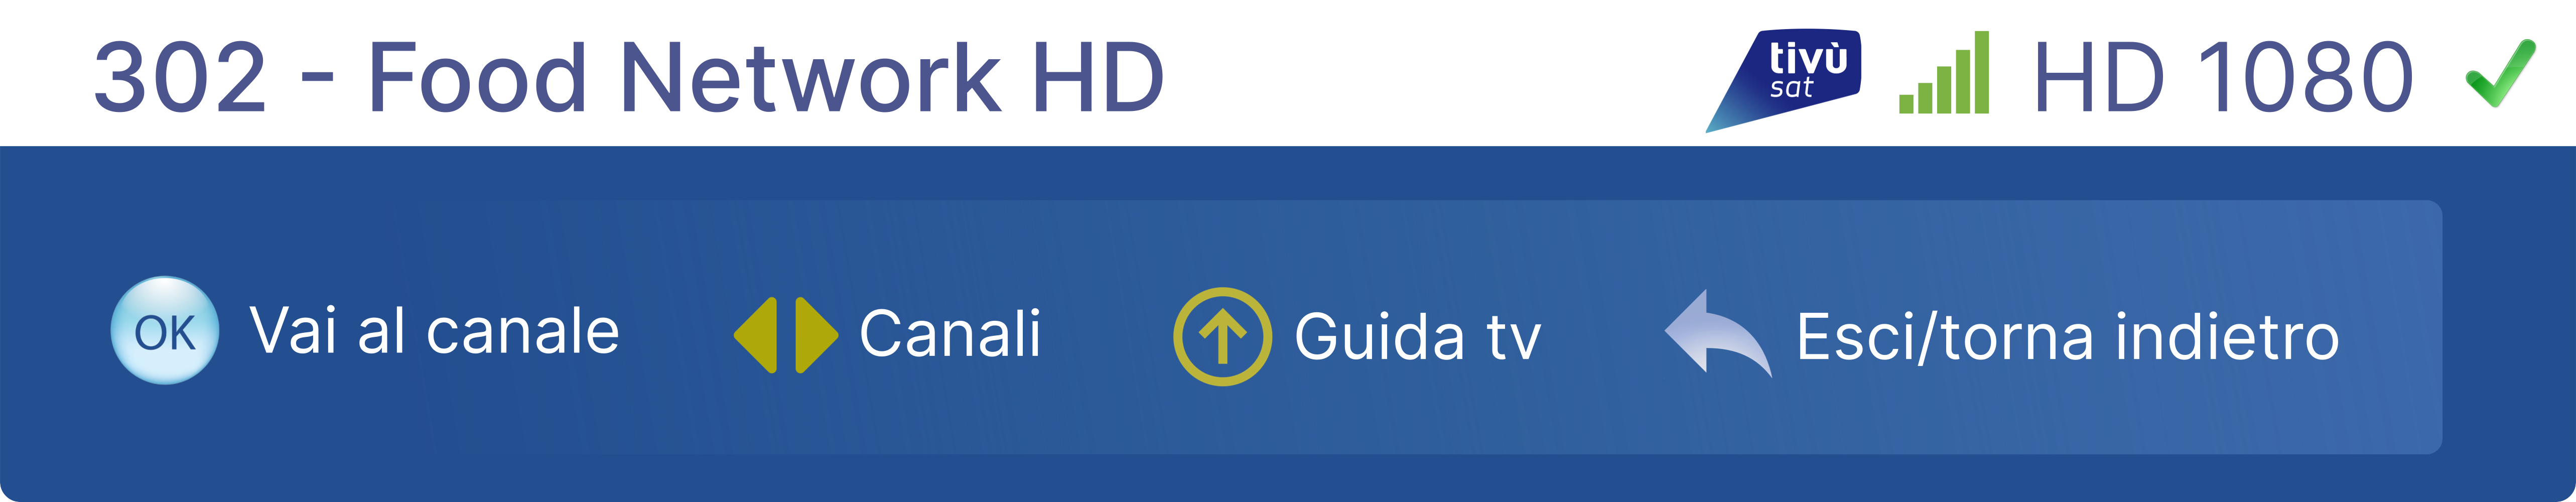 302 - Food Network HD
tivù
sat
HD 1080
OK Vai al canale
Canali
Guida tv
Esci/torna indietro